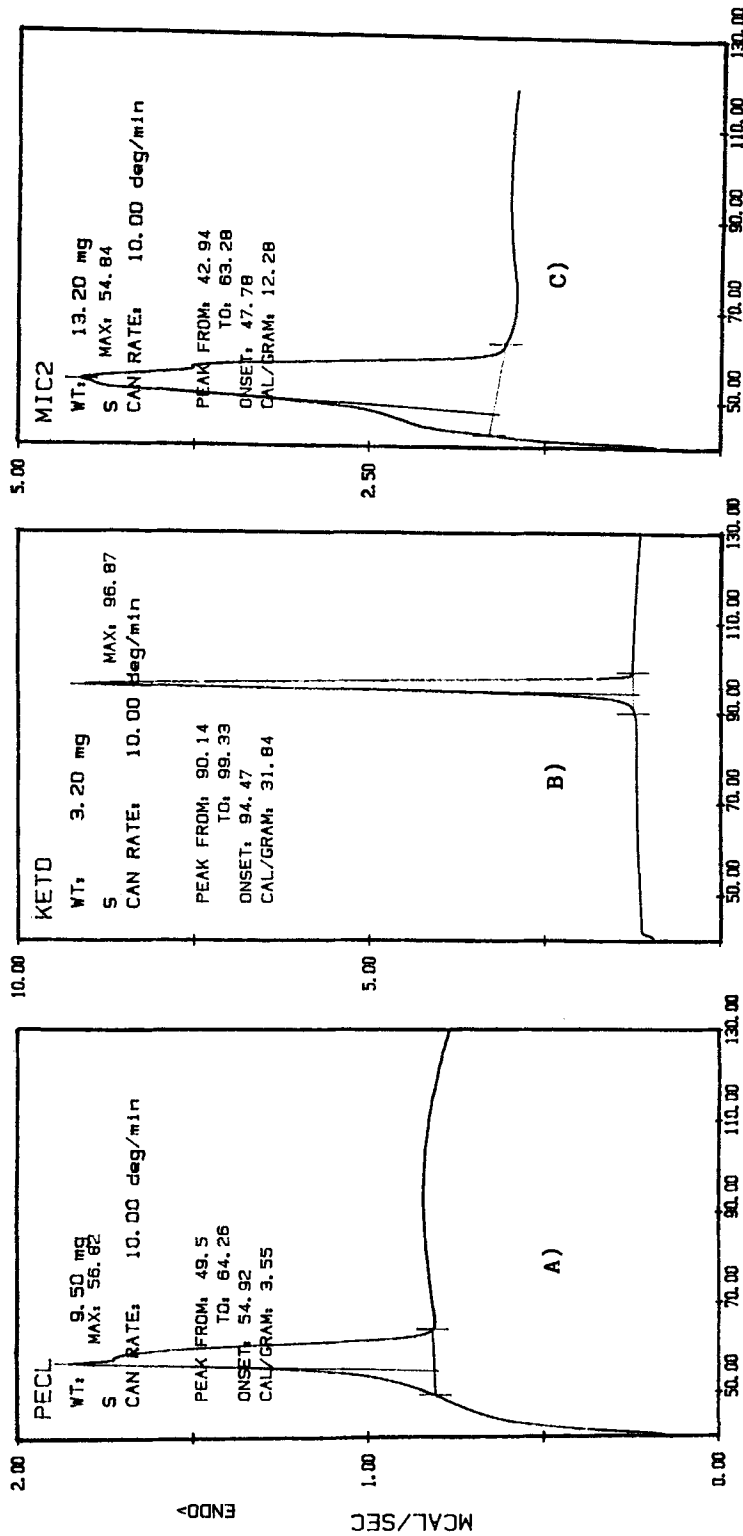 PECL
WT: 9.50 mg
MAX: 56.82
S
CAN RATE: 10.00 deg/min
PEAK FROM: 49.5
TO: 64.26
ONSET: 54.92
CAL/GRAM: 3.55
A)
2.00
1.00
0.00
ENDO>
MCAL/SEC
50.00 70.00 90.00 110.00 130.00
KETO
WT: 3.20 mg
S MAX: 96.87
CAN RATE: 10.00 deg/min
PEAK FROM: 90.14
TO: 99.33
ONSET: 94.47
CAL/GRAM: 31.84
B)
10.00
5.00
50.00 70.00 90.00 110.00 130.00
MIC2
WT: 13.20 mg
S MAX: 54.84
CAN RATE: 10.00 deg/min
PEAK FROM: 42.94
TO: 63.28
ONSET: 47.78
CAL/GRAM: 12.28
C)
5.00
2.50
50.00 70.00 90.00 110.00 130.00